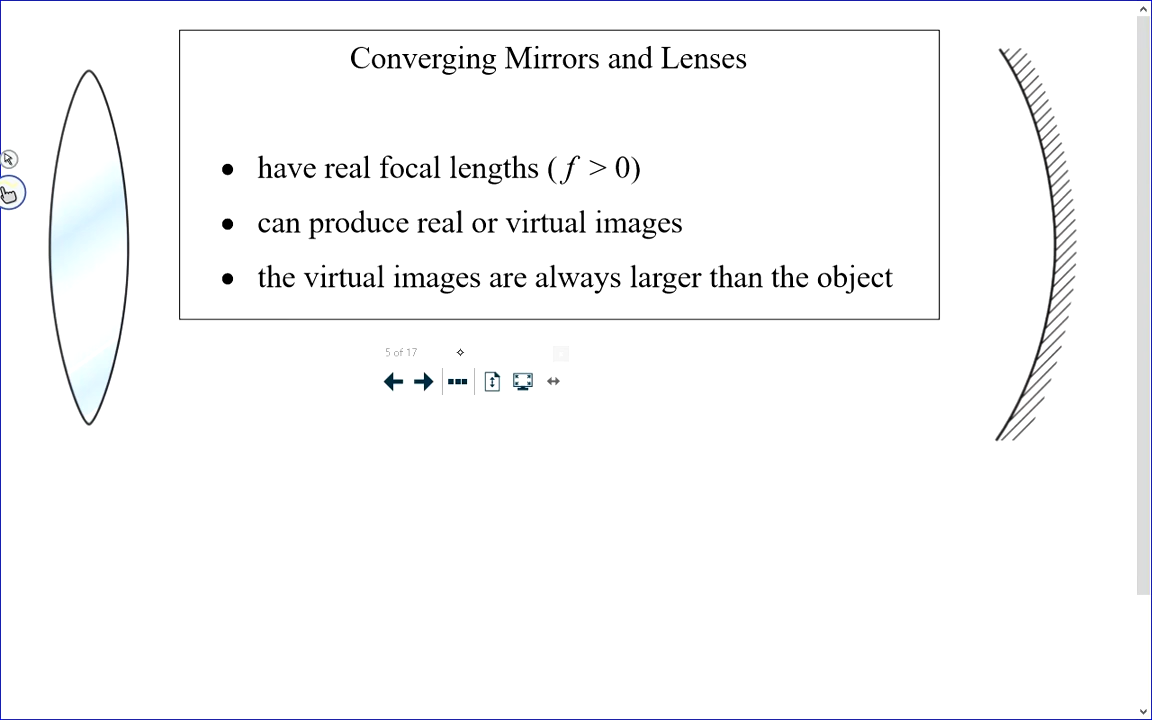 Converging Mirrors and Lenses
• have real focal lengths ( f > 0)
• can produce real or virtual images
• the virtual images are always larger than the object
5 of 17